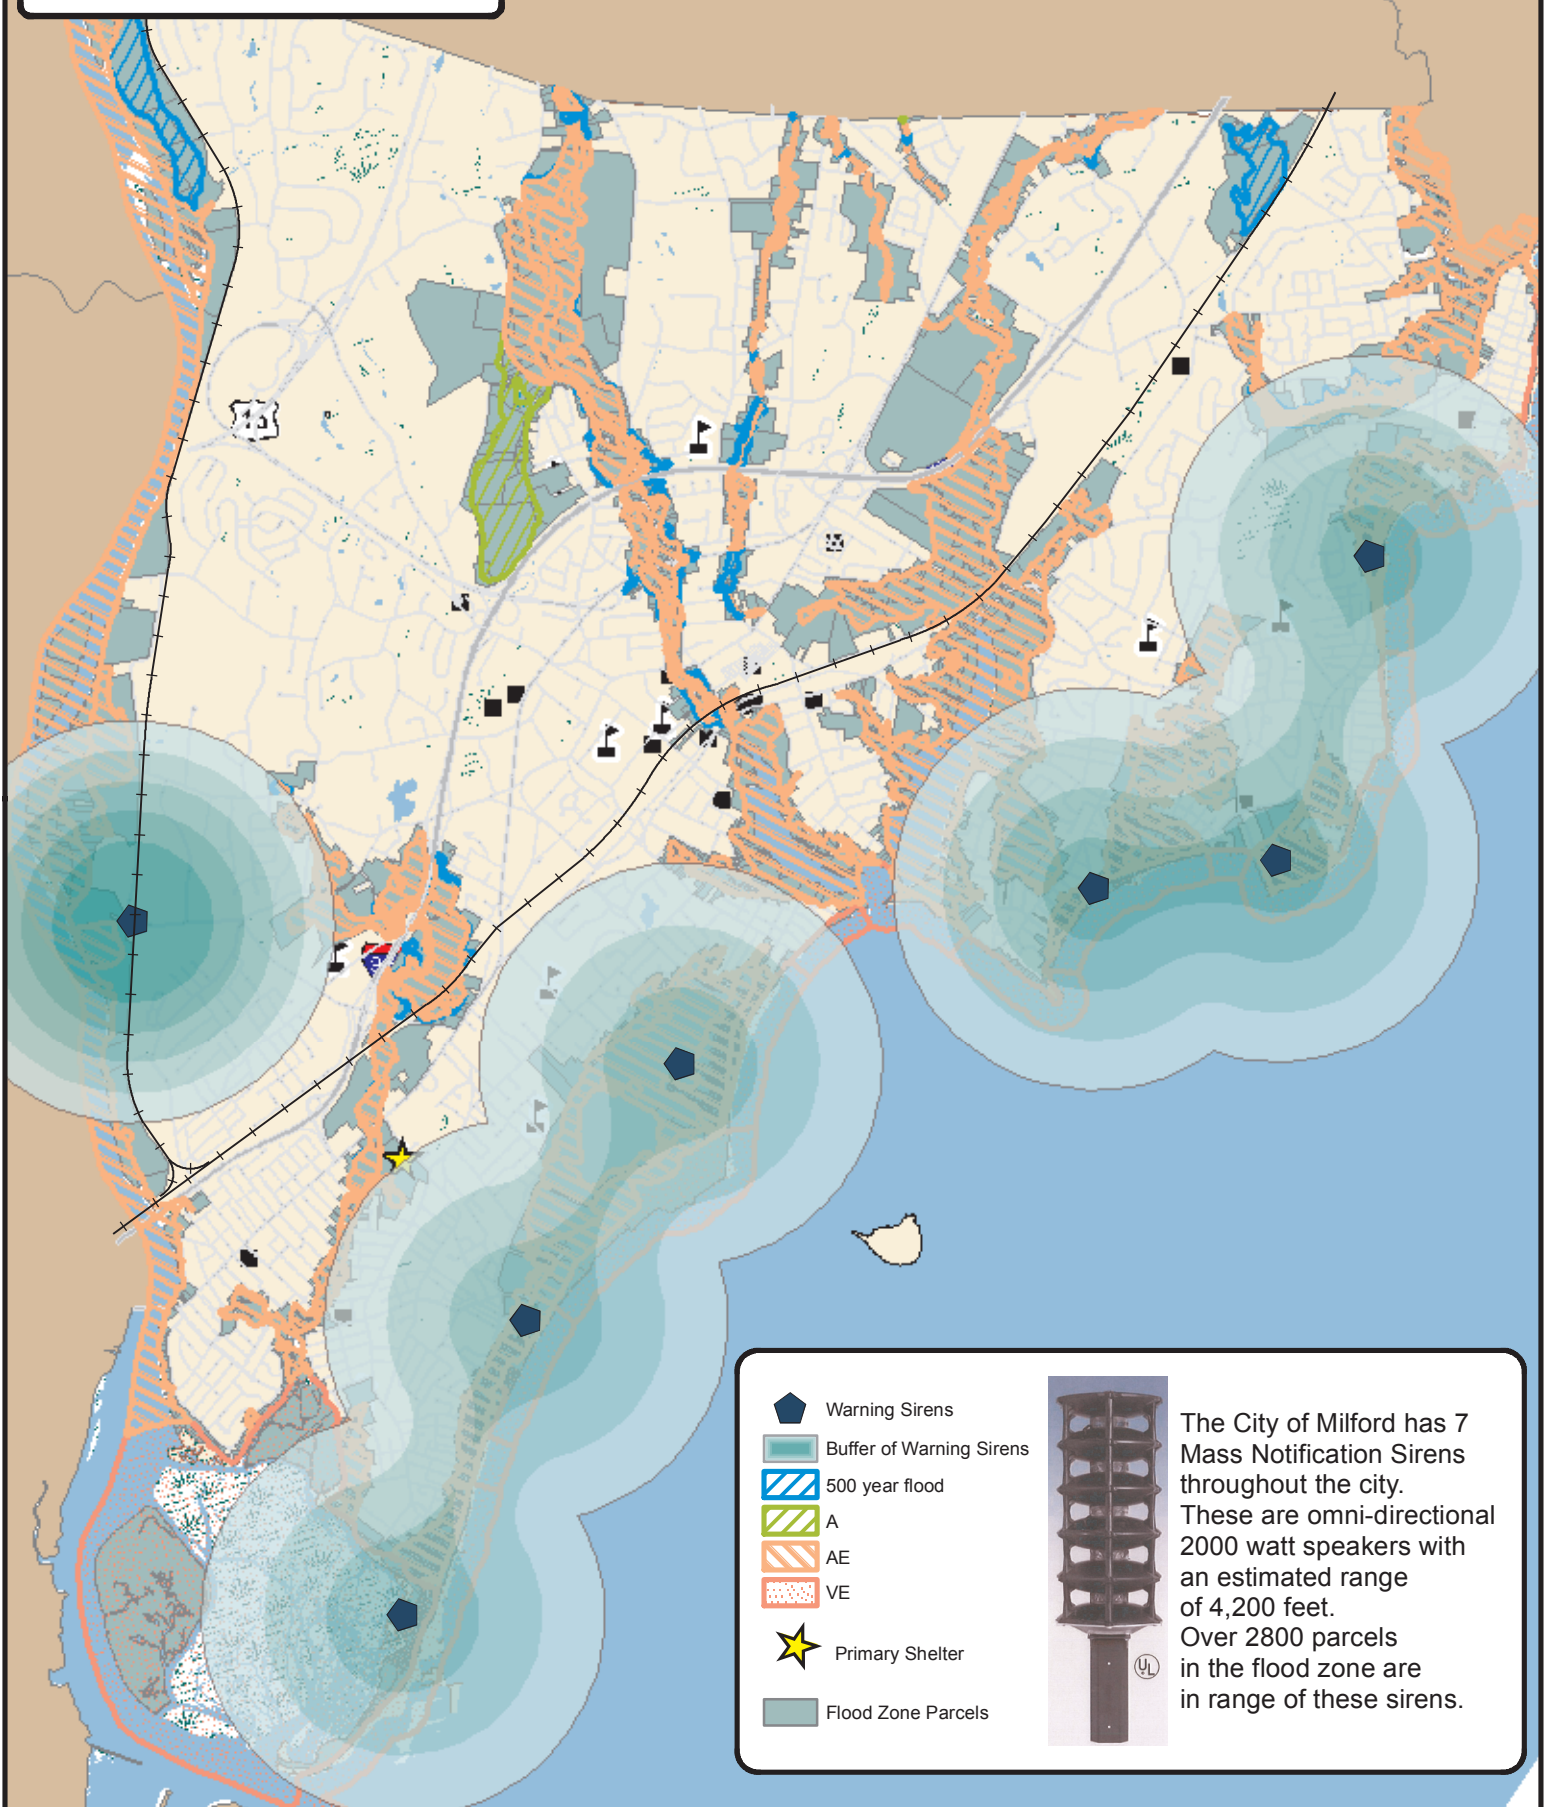 Warning Sirens
Buffer of Warning Sirens
500 year flood
A
AE
VE
Primary Shelter
Flood Zone Parcels
The City of Milford has 7
Mass Notification Sirens
throughout the city.
These are omni-directional
2000 watt speakers with
an estimated range
of 4,200 feet.
Over 2800 parcels
in the flood zone are
in range of these sirens.
UL